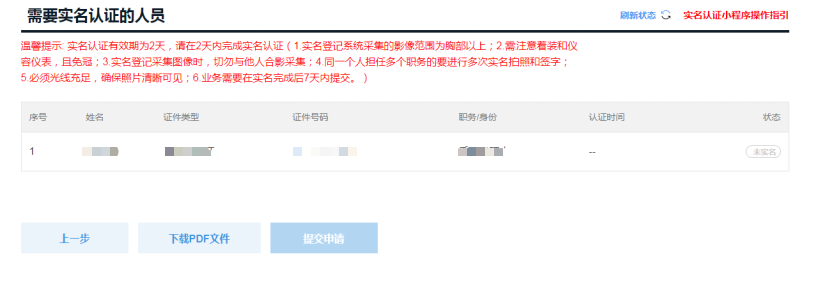 需要实名认证的人员
刷新状态 实名认证小程序操作指引
温馨提示: 实名认证有效期为2天，请在2天内完成实名认证（1.实名登记系统采集的影像范围为胸部以上；2.需注意着装和仪
容仪表，且免冠；3.实名登记采集图像时，切勿与他人合影采集；4.同一个人担任多个职务的要进行多次实名拍照和签字；
5.必须光线充足，确保照片清晰可见；6.业务需要在实名完成后7天内提交。）
序号 姓名 证件类型 证件号码 职务/身份 认证时间 状态
1 -- 未实名
上一步 下载PDF文件 提交申请